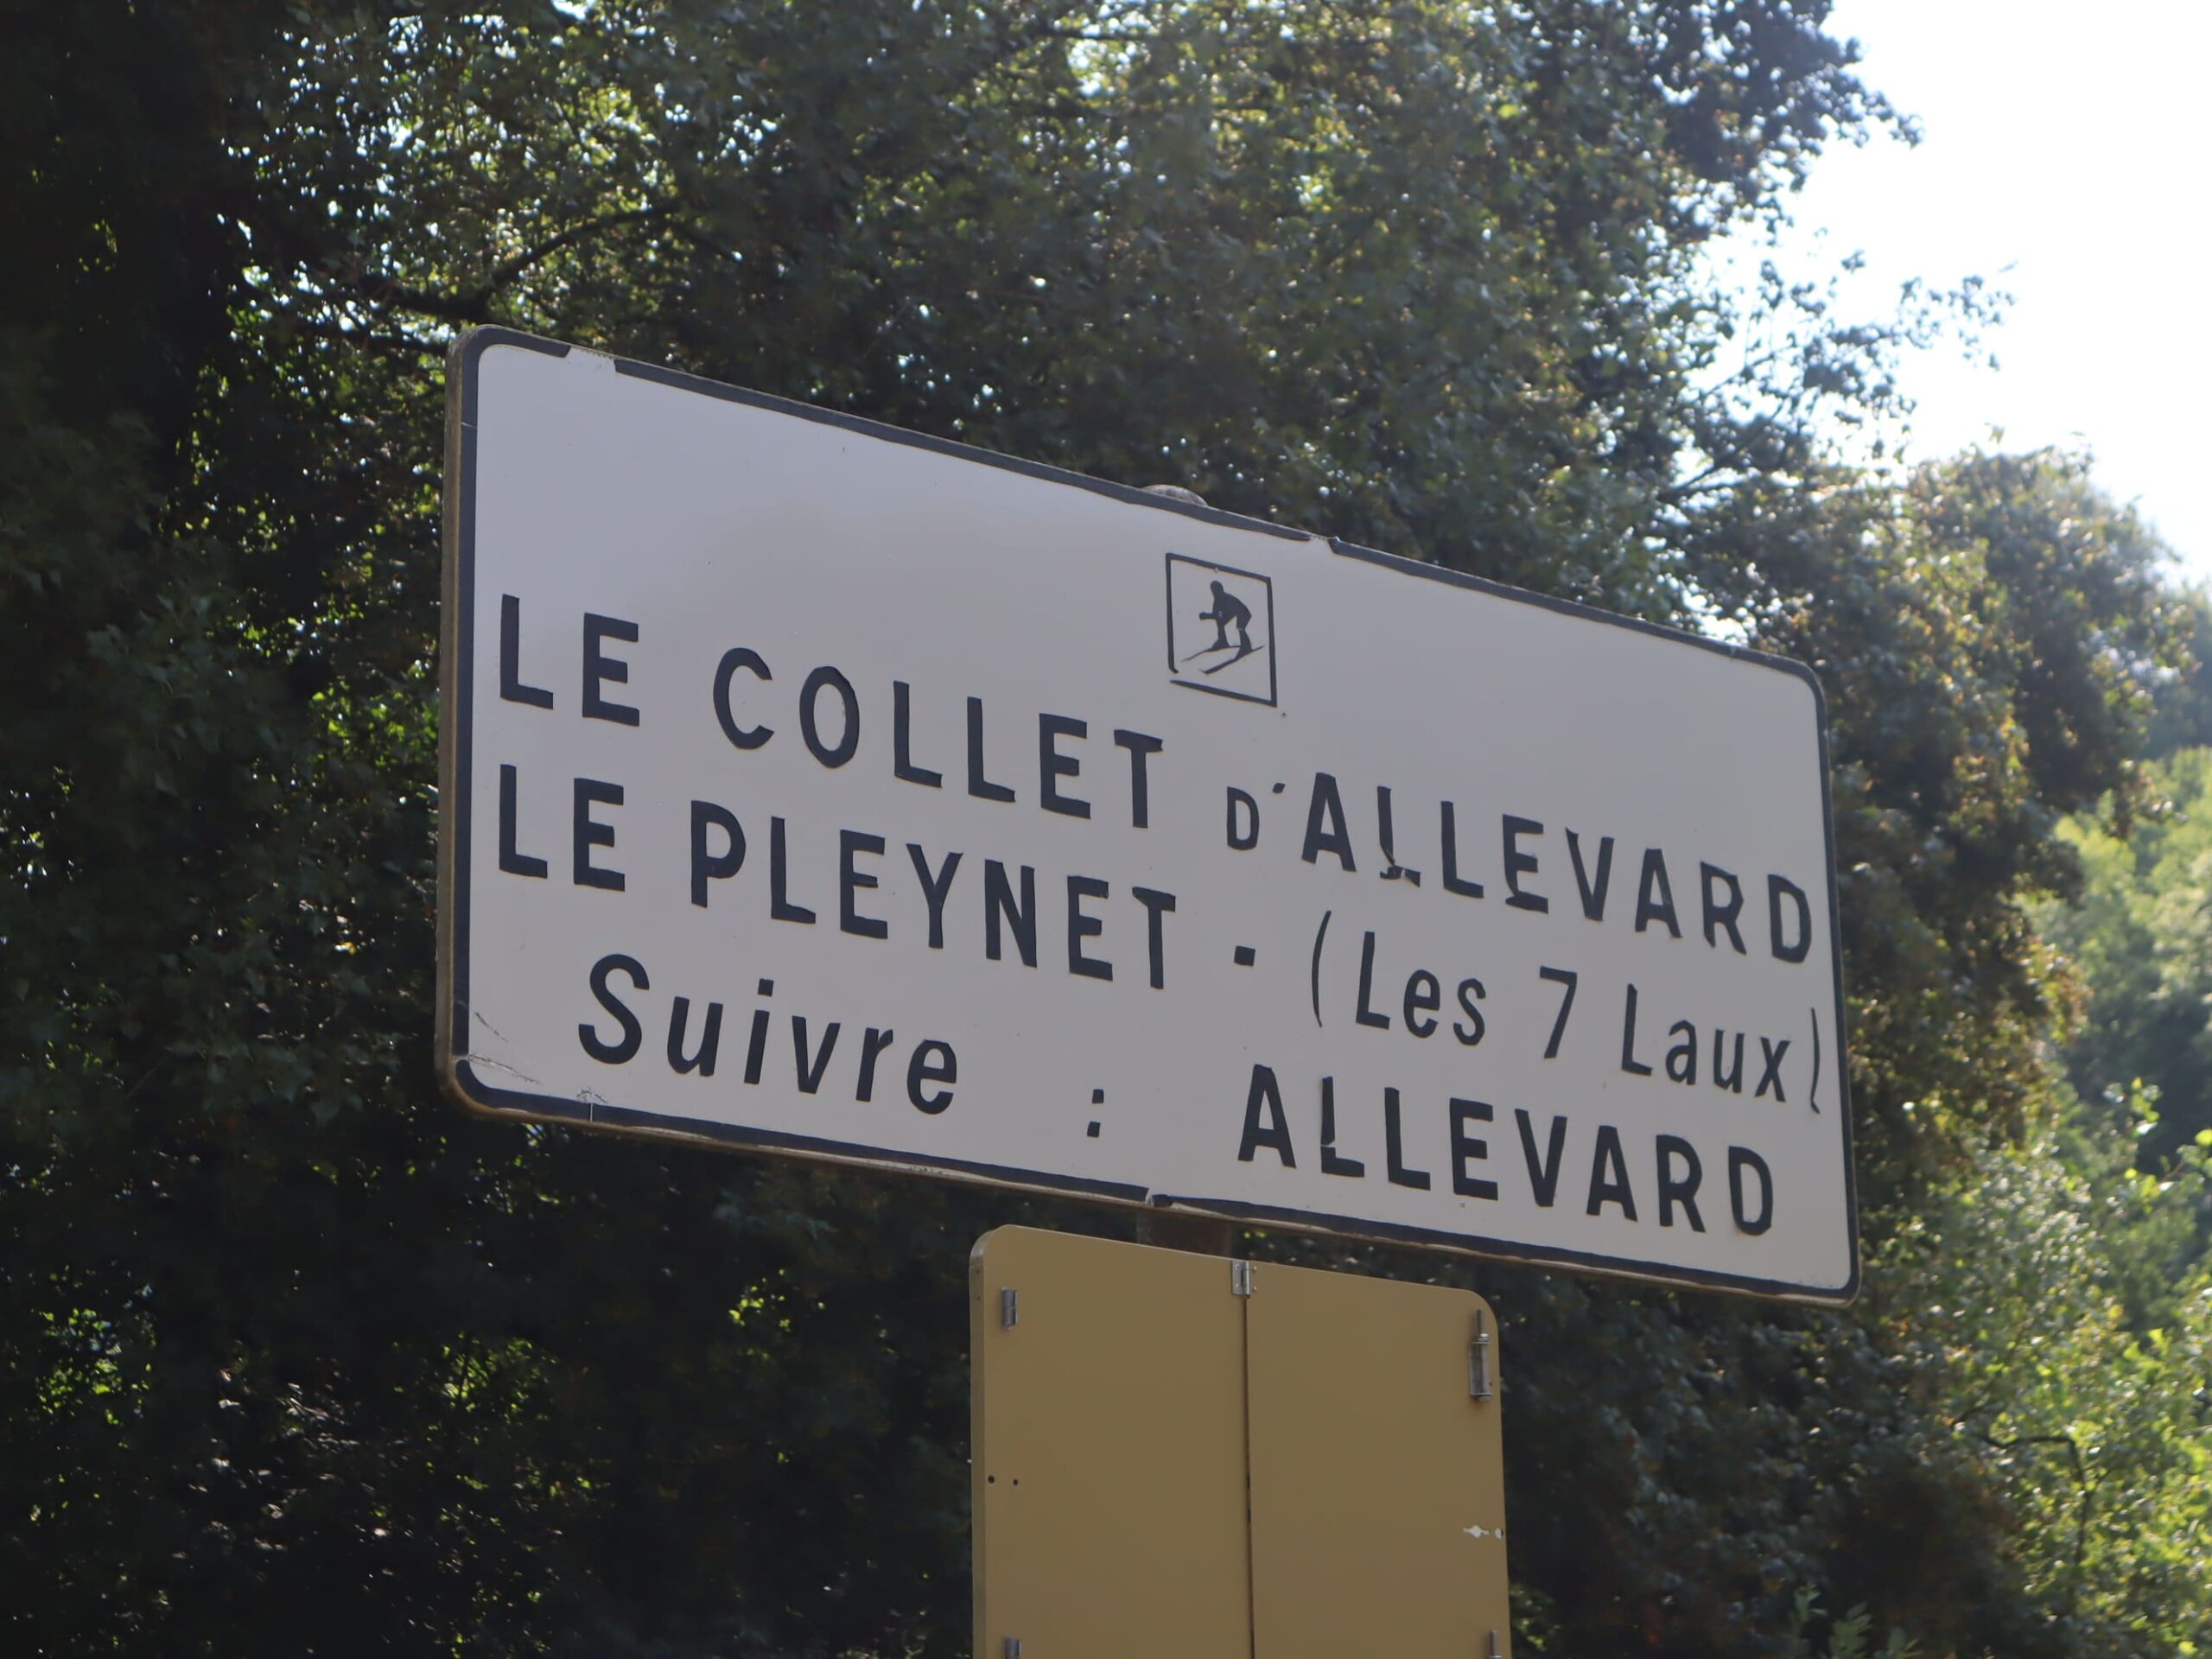 LE COLLET D'ALLEVARD
LE PLEYNET - (Les 7 Laux)
Suivre : ALLEVARD